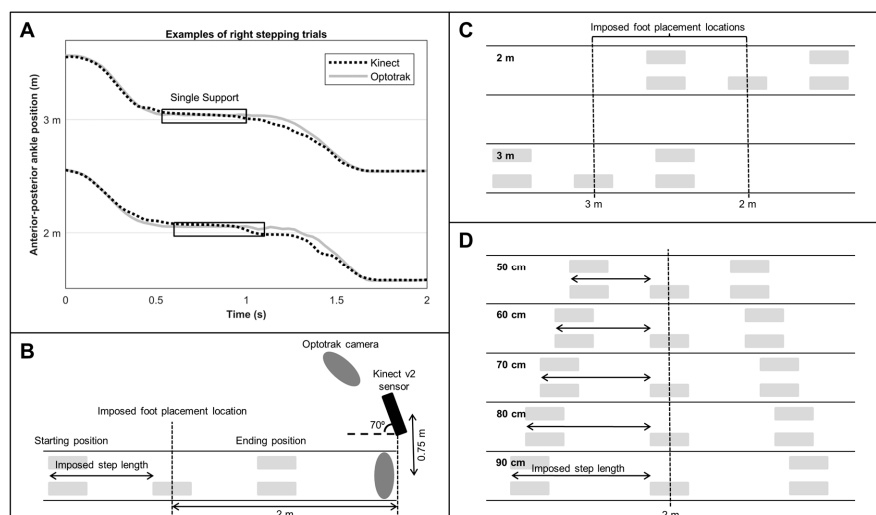 A
Examples of right stepping trials
Kinect
Optotrak
Single Support
3 m
2 m
Anterior-posterior ankle position (m)
0
0.5
1
1.5
2
Time (s)
B
Optotrak camera
Kinect v2
sensor
70º
0.75 m
Imposed foot placement location
Starting position
Ending position
Imposed step length
2 m
C
Imposed foot placement locations
2 m
3 m
3 m
2 m
D
50 cm
60 cm
70 cm
80 cm
90 cm
Imposed step length
2 m